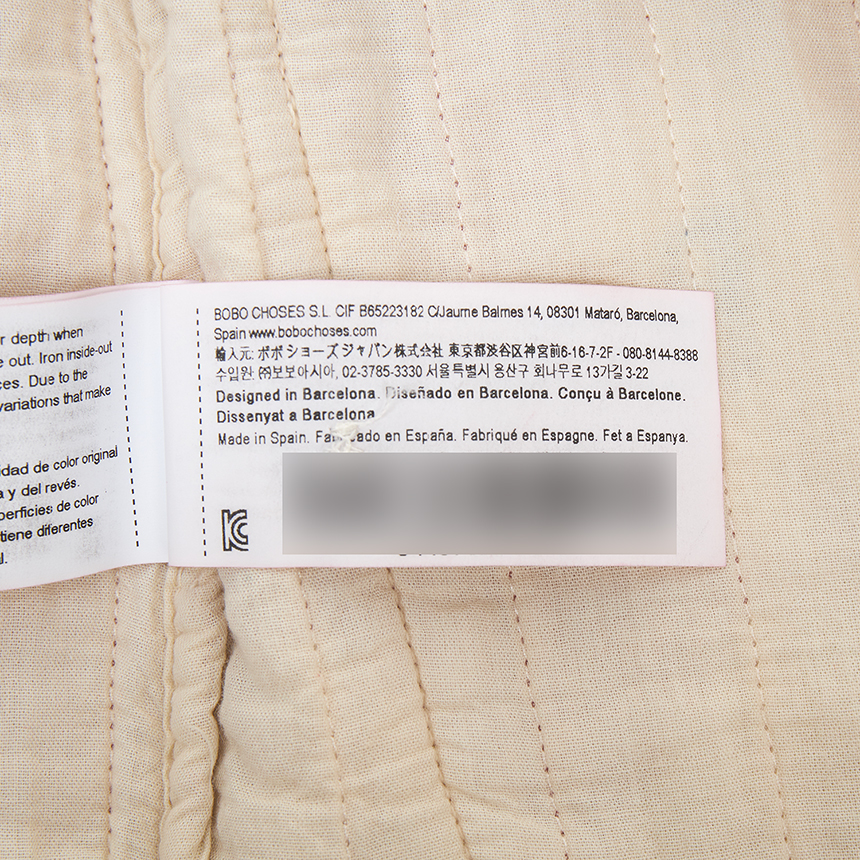 r depth when
e out. Iron inside-out
ces. Due to the
variations that make
idad de color original
a y del revés.
perficies de color
tiene diferentes
l.
BOBO CHOSES S.L. CIF B65223182 C/Jaume Balmes 14, 08301 Mataró, Barcelona,
Spain www.bobochoses.com
輸入元: ボボショーズジャパン株式会社 東京都渋谷区神宮前6-16-7-2F - 080-8144-8388
수입원: ㈜보보아시아, 02-3785-3330 서울특별시 용산구 회나무로 13가길 3-22
Designed in Barcelona. Diseñado en Barcelona. Conçu à Barcelone.
Dissenyat a Barcelona
Made in Spain. Fabricado en España. Fabriqué en Espagne. Fet a Espanya.